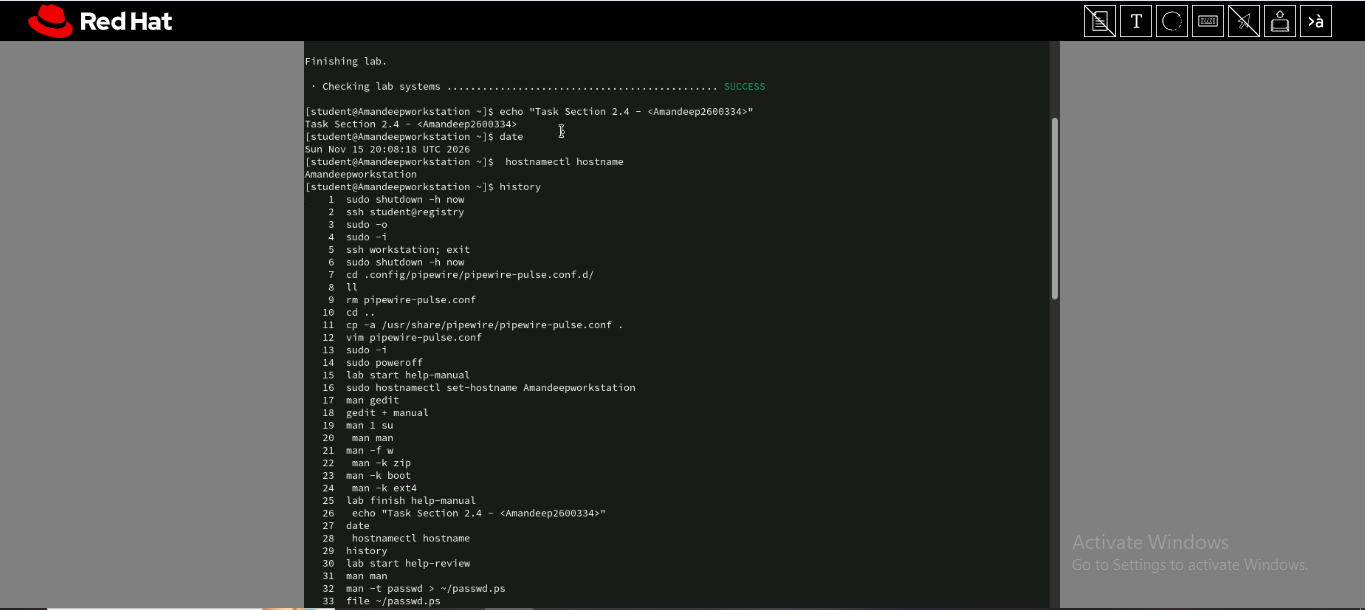 Red Hat
T
>à
Finishing lab.
· Checking lab systems .............................................. SUCCESS
[student@Amandeepworkstation ~]$ echo "Task Section 2.4 - <Amandeep2600334>"
Task Section 2.4 - <Amandeep2600334>
[student@Amandeepworkstation ~]$ date
Sun Nov 15 20:08:18 UTC 2026
[student@Amandeepworkstation ~]$  hostnamectl hostname
Amandeepworkstation
[student@Amandeepworkstation ~]$ history
1  sudo shutdown -h now
2  ssh student@registry
3  sudo -o
4  sudo -i
5  ssh workstation; exit
6  sudo shutdown -h now
7  cd .config/pipewire/pipewire-pulse.conf.d/
8  ll
9  rm pipewire-pulse.conf
10  cd ..
11  cp -a /usr/share/pipewire/pipewire-pulse.conf .
12  vim pipewire-pulse.conf
13  sudo -i
14  sudo poweroff
15  lab start help-manual
16  sudo hostnamectl set-hostname Amandeepworkstation
17  man gedit
18  gedit + manual
19  man 1 su
20   man man
21  man -f w
22   man -k zip
23  man -k boot
24   man -k ext4
25  lab finish help-manual
26   echo "Task Section 2.4 - <Amandeep2600334>"
27  date
28   hostnamectl hostname
29  history
30  lab start help-review
31  man man
32  man -t passwd > ~/passwd.ps
33  file ~/passwd.ps
Activate Windows
Go to Settings to activate Windows.